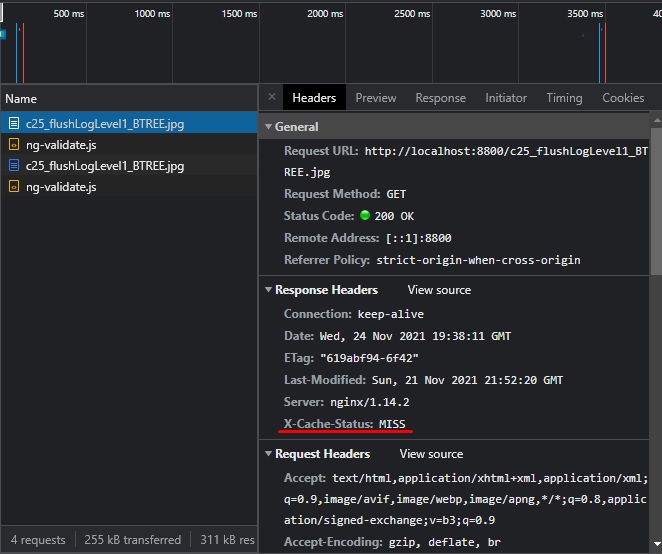 500 ms 1000 ms 1500 ms 2000 ms 2500 ms 3000 ms 3500 ms 40
Name
c25_flushLogLevel1_BTREE.jpg
ng-validate.js
c25_flushLogLevel1_BTREE.jpg
ng-validate.js
4 requests 255 kB transferred 311 kB res
× Headers Preview Response Initiator Timing Cookies
General
Request URL: http://localhost:8800/c25_flushLogLevel1_BT
REE.jpg
Request Method: GET
Status Code: 200 OK
Remote Address: [::1]:8800
Referrer Policy: strict-origin-when-cross-origin
Response Headers View source
Connection: keep-alive
Date: Wed, 24 Nov 2021 19:38:11 GMT
ETag: "619abf94-6f42"
Last-Modified: Sun, 21 Nov 2021 21:52:20 GMT
Server: nginx/1.14.2
X-Cache-Status: MISS
Request Headers View source
Accept: text/html,application/xhtml+xml,application/xml;
q=0.9,image/avif,image/webp,image/apng,*/*;q=0.8,applic
ation/signed-exchange;v=b3;q=0.9
Accept-Encoding: gzip, deflate, br